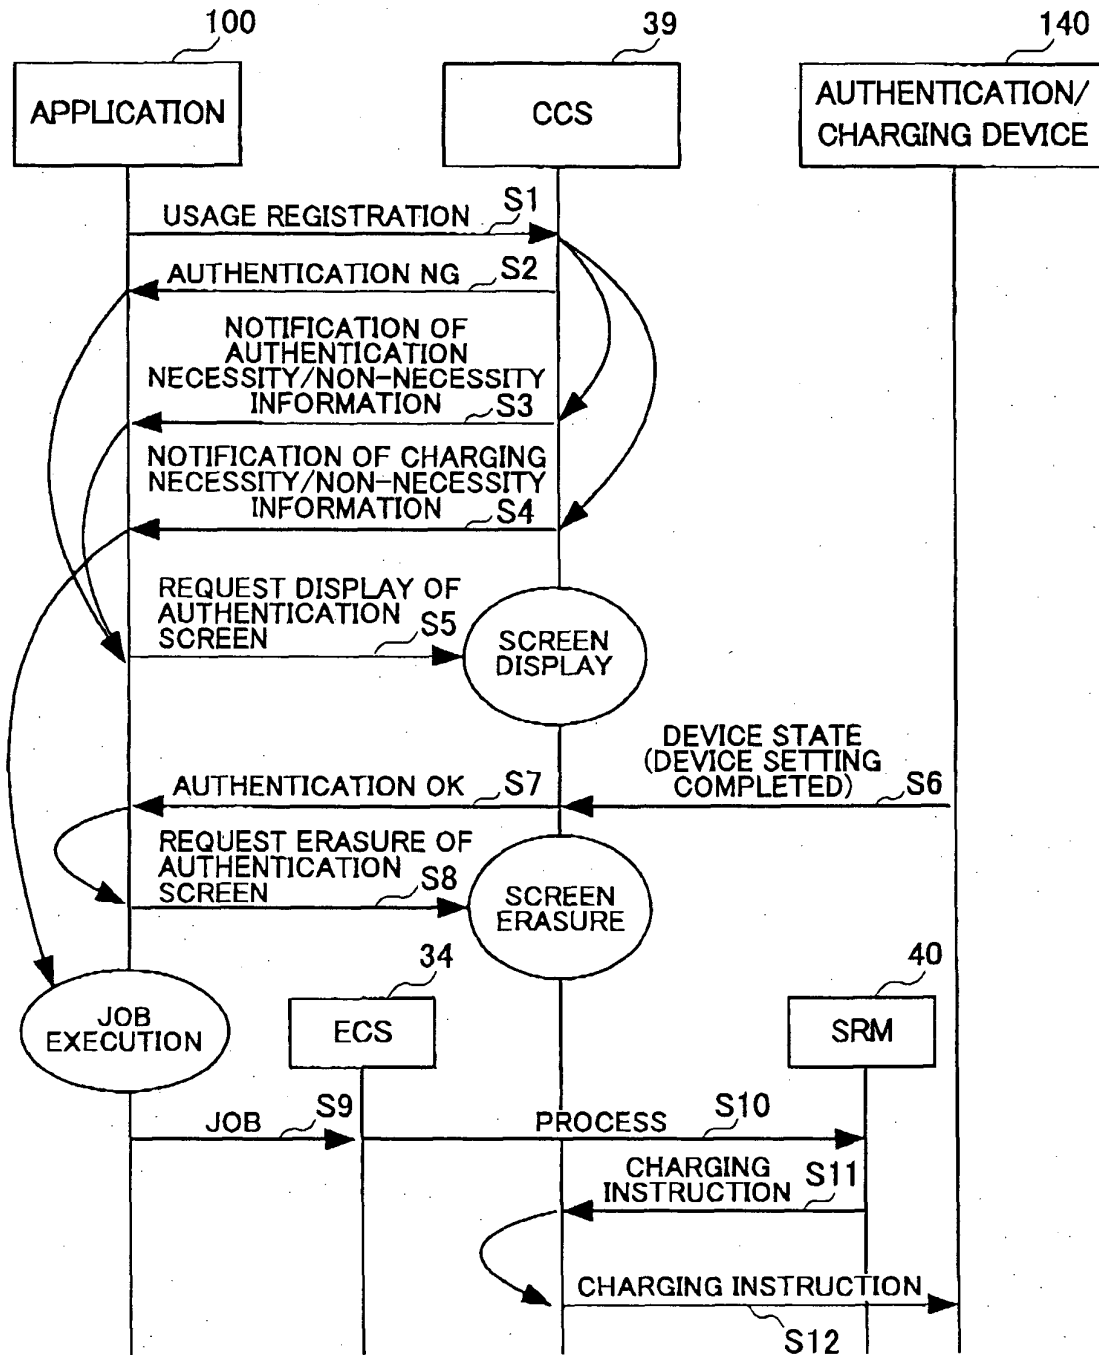 100
39
140
APPLICATION
CCS
AUTHENTICATION/
CHARGING DEVICE
USAGE REGISTRATION
S1
AUTHENTICATION NG
S2
NOTIFICATION OF
AUTHENTICATION
NECESSITY/NON-NECESSITY
INFORMATION
S3
NOTIFICATION OF CHARGING
NECESSITY/NON-NECESSITY
INFORMATION
S4
REQUEST DISPLAY OF
AUTHENTICATION
SCREEN
S5
SCREEN
DISPLAY
DEVICE STATE
(DEVICE SETTING
COMPLETED)
S6
AUTHENTICATION OK
S7
REQUEST ERASURE OF
AUTHENTICATION
SCREEN
S8
SCREEN
ERASURE
34
40
JOB
EXECUTION
ECS
SRM
JOB
S9
PROCESS
S10
CHARGING
INSTRUCTION
S11
CHARGING INSTRUCTION
S12